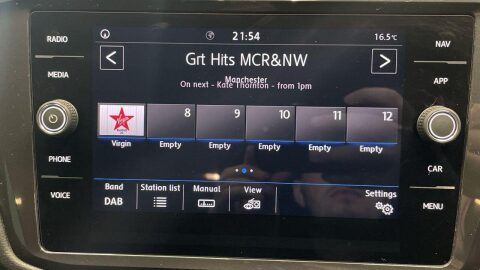 RADIO
MEDIA
PHONE
VOICE
21:54
16.5°C
Grt Hits MCR&NW
Manchester
On next - Kate Thornton - from 1pm
8 9 10 11 12
Virgin Empty Empty Empty Empty Empty
Band Station list Manual View Settings
DAB
NAV
APP
CAR
MENU